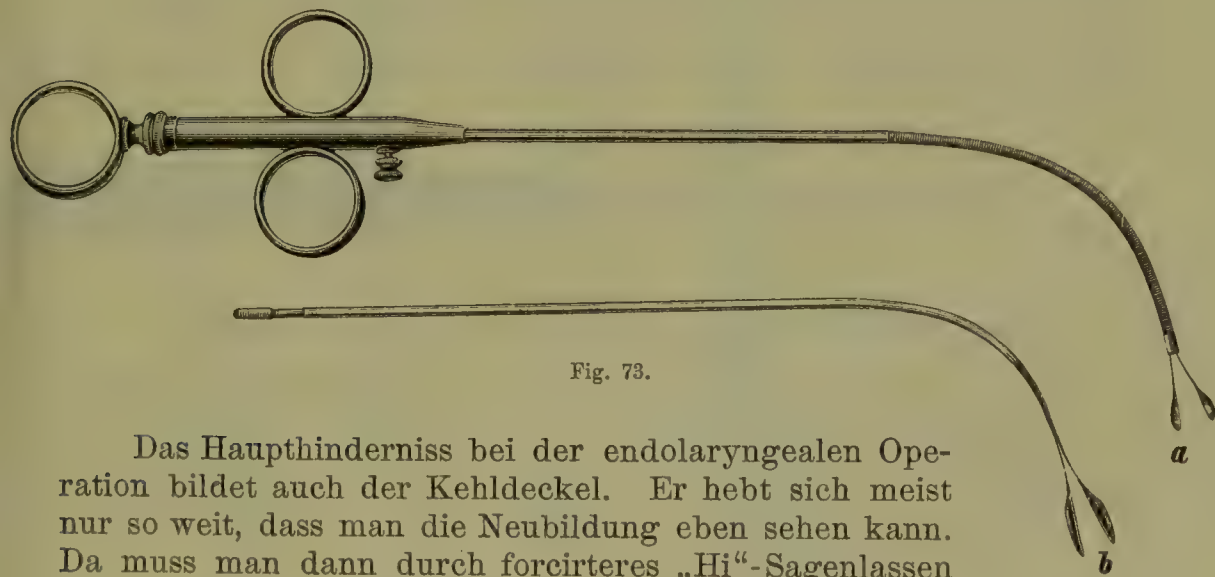 Fig. 73.
a
Das Haupthinderniss bei der endolaryngealen Ope-
ration bildet auch der Kehldeckel. Er hebt sich meist
nur so weit, dass man die Neubildung eben sehen kann.
Da muss man dann durch forcirteres „Hi“-Sagenlassen
b